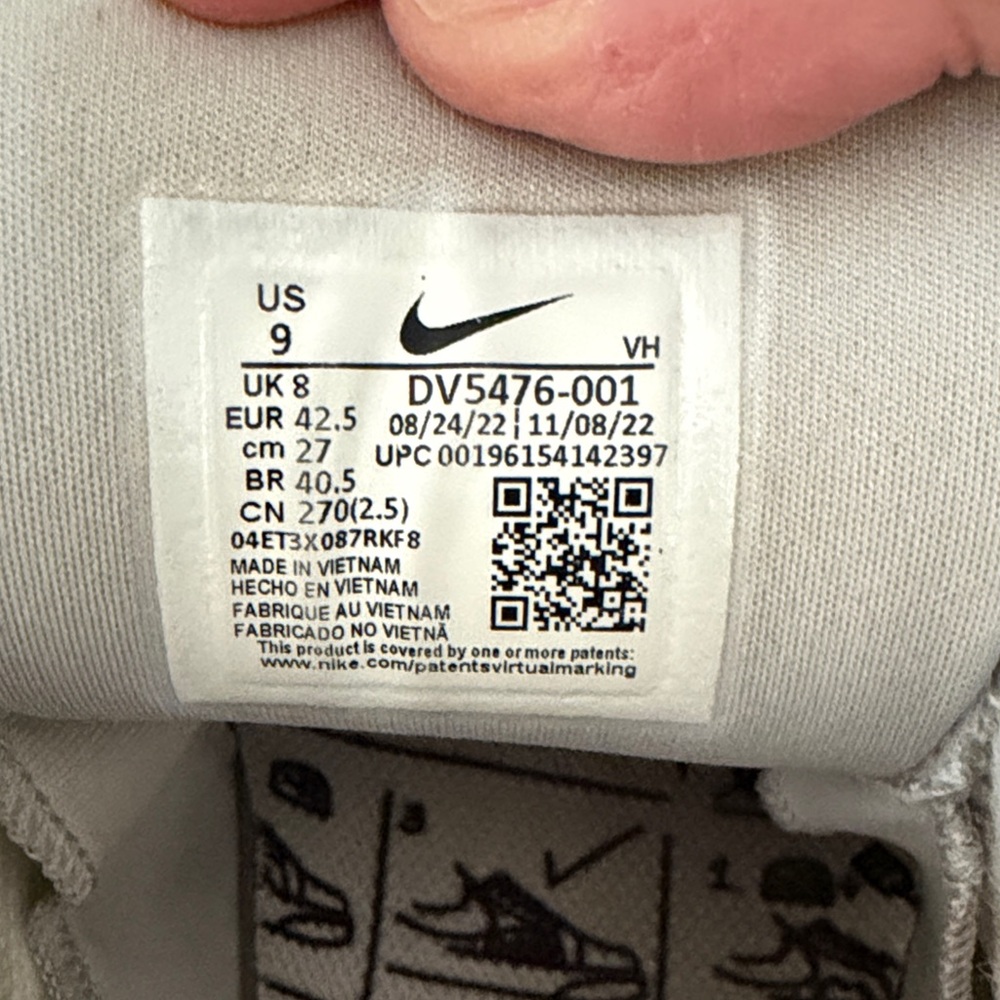 US
9
VH
UK 8
DV5476-001
EUR 42.5
08/24/22 ¦ 11/08/22
cm 27
UPC 00196154142397
BR 40.5
CN 270(2.5)
04ET3X087RKF8
MADE IN VIETNAM
HECHO EN VIETNAM
FABRIQUE AU VIETNAM
FABRICADO NO VIETNÃ
This product is covered by one or more patents:
www.nike.com/patentsvirtualmarking
3
1